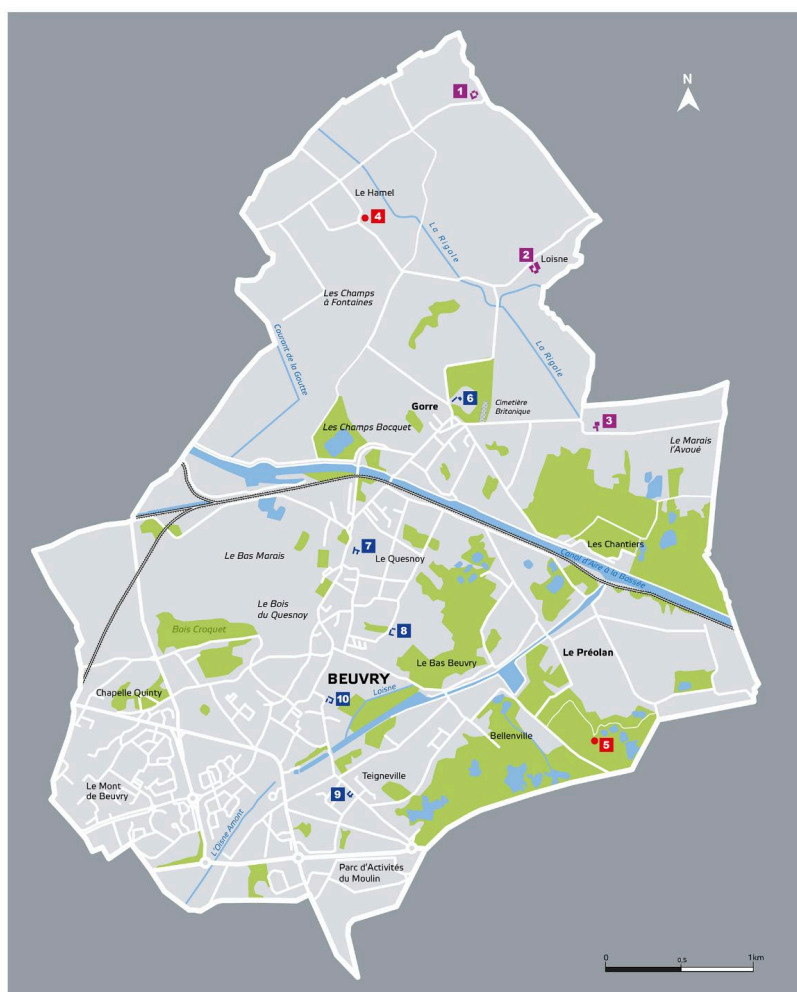 N
1
Le Hamel
4
La Rigole
2
Loisne
Les Champs
à Fontaines
Courant de la Goutte
La Rigole
6
Gorre
Cimetière
Britanique
3
Les Champs Bocquet
Le Marais
l'Avoué
7
Le Bas Marais
Le Quesnoy
Les Chantiers
Canal d'Aire à la Bassée
Le Bois
du Quesnoy
Bois Croquet
8
Le Bas Beuvry
Le Préolan
BEUVRY
Chapelle Quinty
10
Loisne
Bellenville
5
Teigneville
Le Mont
de Beuvry
9
L'Oisne Amont
Parc d'Activités
du Moulin
0
0,5
1km